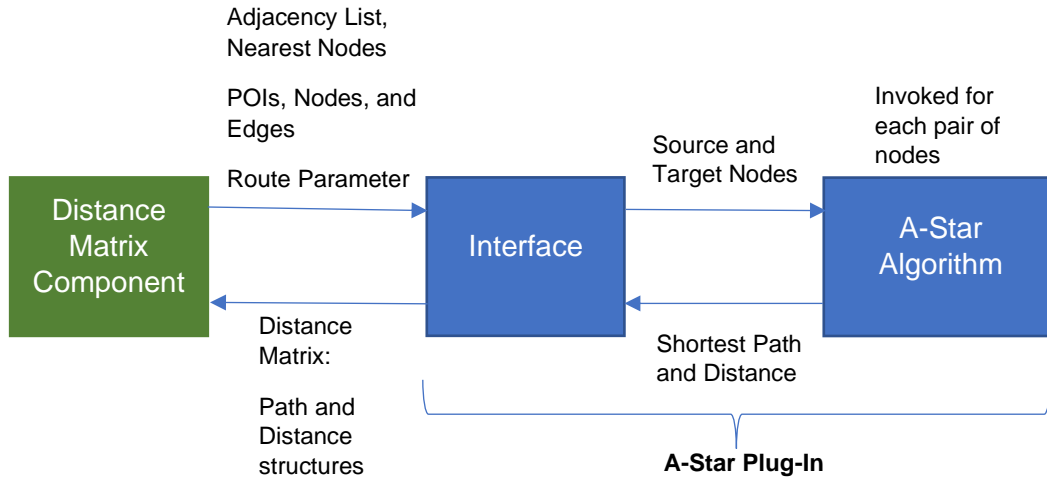 Adjacency List,
Nearest Nodes
POIs, Nodes, and
Edges
Route Parameter
Invoked for
each pair of
nodes
Source and
Target Nodes
Distance
Matrix
Component
Interface
A-Star
Algorithm
Distance
Matrix:
Path and
Distance
structures
Shortest Path
and Distance
A-Star Plug-In